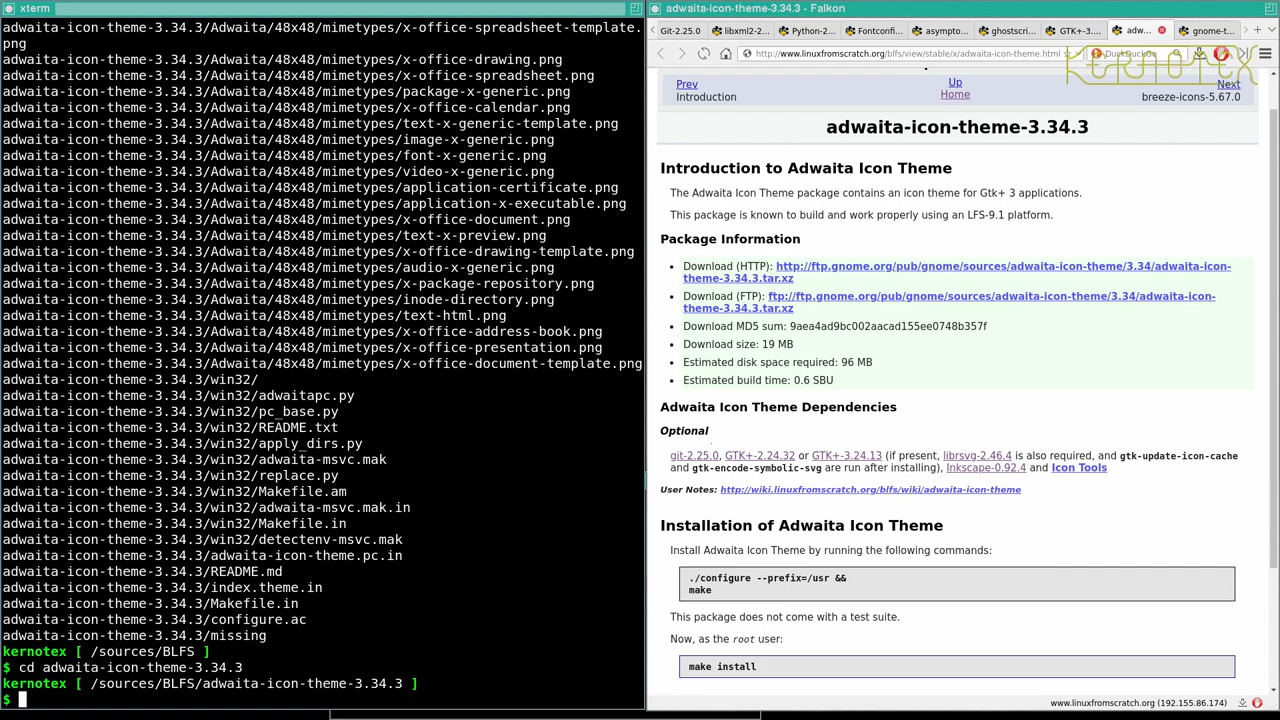 xterm
adwaita-icon-theme-3.34.3/Adwaita/48x48/mimetypes/x-office-spreadsheet-template.
png
adwaita-icon-theme-3.34.3/Adwaita/48x48/mimetypes/x-office-drawing.png
adwaita-icon-theme-3.34.3/Adwaita/48x48/mimetypes/x-office-spreadsheet.png
adwaita-icon-theme-3.34.3/Adwaita/48x48/mimetypes/package-x-generic.png
adwaita-icon-theme-3.34.3/Adwaita/48x48/mimetypes/x-office-calendar.png
adwaita-icon-theme-3.34.3/Adwaita/48x48/mimetypes/text-x-generic-template.png
adwaita-icon-theme-3.34.3/Adwaita/48x48/mimetypes/image-x-generic.png
adwaita-icon-theme-3.34.3/Adwaita/48x48/mimetypes/font-x-generic.png
adwaita-icon-theme-3.34.3/Adwaita/48x48/mimetypes/video-x-generic.png
adwaita-icon-theme-3.34.3/Adwaita/48x48/mimetypes/application-certificate.png
adwaita-icon-theme-3.34.3/Adwaita/48x48/mimetypes/application-x-executable.png
adwaita-icon-theme-3.34.3/Adwaita/48x48/mimetypes/x-office-document.png
adwaita-icon-theme-3.34.3/Adwaita/48x48/mimetypes/text-x-preview.png
adwaita-icon-theme-3.34.3/Adwaita/48x48/mimetypes/x-office-drawing-template.png
adwaita-icon-theme-3.34.3/Adwaita/48x48/mimetypes/audio-x-generic.png
adwaita-icon-theme-3.34.3/Adwaita/48x48/mimetypes/x-package-repository.png
adwaita-icon-theme-3.34.3/Adwaita/48x48/mimetypes/inode-directory.png
adwaita-icon-theme-3.34.3/Adwaita/48x48/mimetypes/text-html.png
adwaita-icon-theme-3.34.3/Adwaita/48x48/mimetypes/x-office-address-book.png
adwaita-icon-theme-3.34.3/Adwaita/48x48/mimetypes/x-office-presentation.png
adwaita-icon-theme-3.34.3/Adwaita/48x48/mimetypes/x-office-document-template.png
adwaita-icon-theme-3.34.3/win32/
adwaita-icon-theme-3.34.3/win32/adwaitapc.py
adwaita-icon-theme-3.34.3/win32/pc_base.py
adwaita-icon-theme-3.34.3/win32/README.txt
adwaita-icon-theme-3.34.3/win32/apply_dirs.py
adwaita-icon-theme-3.34.3/win32/adwaita-msvc.mak
adwaita-icon-theme-3.34.3/win32/replace.py
adwaita-icon-theme-3.34.3/win32/Makefile.am
adwaita-icon-theme-3.34.3/win32/adwaita-msvc.mak.in
adwaita-icon-theme-3.34.3/win32/Makefile.in
adwaita-icon-theme-3.34.3/win32/detectenv-msvc.mak
adwaita-icon-theme-3.34.3/adwaita-icon-theme.pc.in
adwaita-icon-theme-3.34.3/README.md
adwaita-icon-theme-3.34.3/index.theme.in
adwaita-icon-theme-3.34.3/Makefile.in
adwaita-icon-theme-3.34.3/configure.ac
adwaita-icon-theme-3.34.3/missing
kernotex [ /sources/BLFS ]
$ cd adwaita-icon-theme-3.34.3
kernotex [ /sources/BLFS/adwaita-icon-theme-3.34.3 ]
$
adwaita-icon-theme-3.34.3 - Falkon
Git-2.25.0 libxml2-2... Python-2... Fontconfi... asympto... ghostscri... GTK+-3... adw... gnome-t...
http://www.linuxfromscratch.org/blfs/view/stable/x/adwaita-icon-theme.html DuckDuckGo
KERNOTEX
Prev Up Next
Introduction Home breeze-icons-5.67.0
adwaita-icon-theme-3.34.3
Introduction to Adwaita Icon Theme
The Adwaita Icon Theme package contains an icon theme for Gtk+ 3 applications.
This package is known to build and work properly using an LFS-9.1 platform.
Package Information
• Download (HTTP): http://ftp.gnome.org/pub/gnome/sources/adwaita-icon-theme/3.34/adwaita-icon-
theme-3.34.3.tar.xz
• Download (FTP): ftp://ftp.gnome.org/pub/gnome/sources/adwaita-icon-theme/3.34/adwaita-icon-
theme-3.34.3.tar.xz
• Download MD5 sum: 9aea4ad9bc002aacad155ee0748b357f
• Download size: 19 MB
• Estimated disk space required: 96 MB
• Estimated build time: 0.6 SBU
Adwaita Icon Theme Dependencies
Optional
git-2.25.0, GTK+-2.24.32 or GTK+-3.24.13 (if present, librsvg-2.46.4 is also required, and gtk-update-icon-cache
and gtk-encode-symbolic-svg are run after installing), Inkscape-0.92.4 and Icon Tools
User Notes: http://wiki.linuxfromscratch.org/blfs/wiki/adwaita-icon-theme
Installation of Adwaita Icon Theme
Install Adwaita Icon Theme by running the following commands:
./configure --prefix=/usr &&
make
This package does not come with a test suite.
Now, as the root user:
make install
www.linuxfromscratch.org (192.155.86.174)